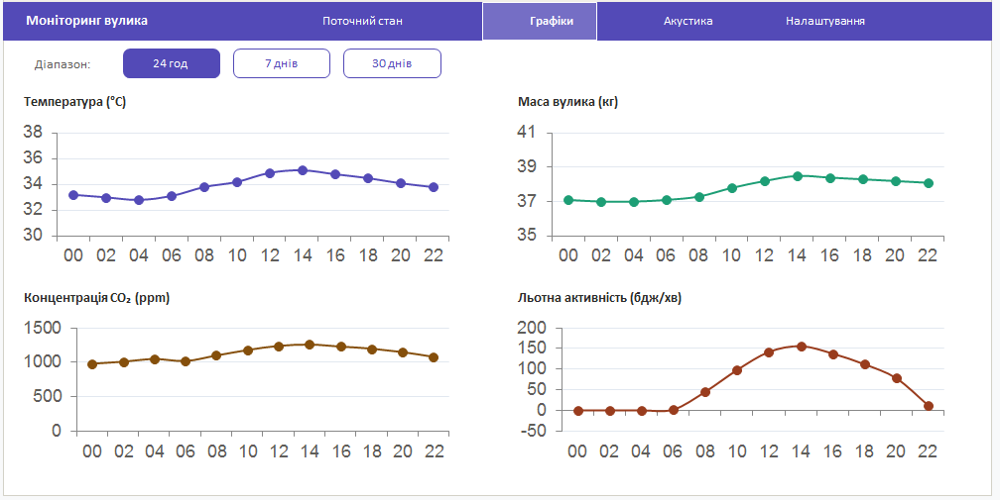 Моніторинг вулика Поточний стан Графіки Акустика Налаштування
Діапазон: 24 год 7 днів 30 днів
Температура (°C)
38
36
34
32
30
00 02 04 06 08 10 12 14 16 18 20 22
Маса вулика (кг)
41
39
37
35
00 02 04 06 08 10 12 14 16 18 20 22
Концентрація CO₂ (ppm)
1500
1000
500
0
00 02 04 06 08 10 12 14 16 18 20 22
Льотна активність (бдж/хв)
200
150
100
50
0
-50
00 02 04 06 08 10 12 14 16 18 20 22